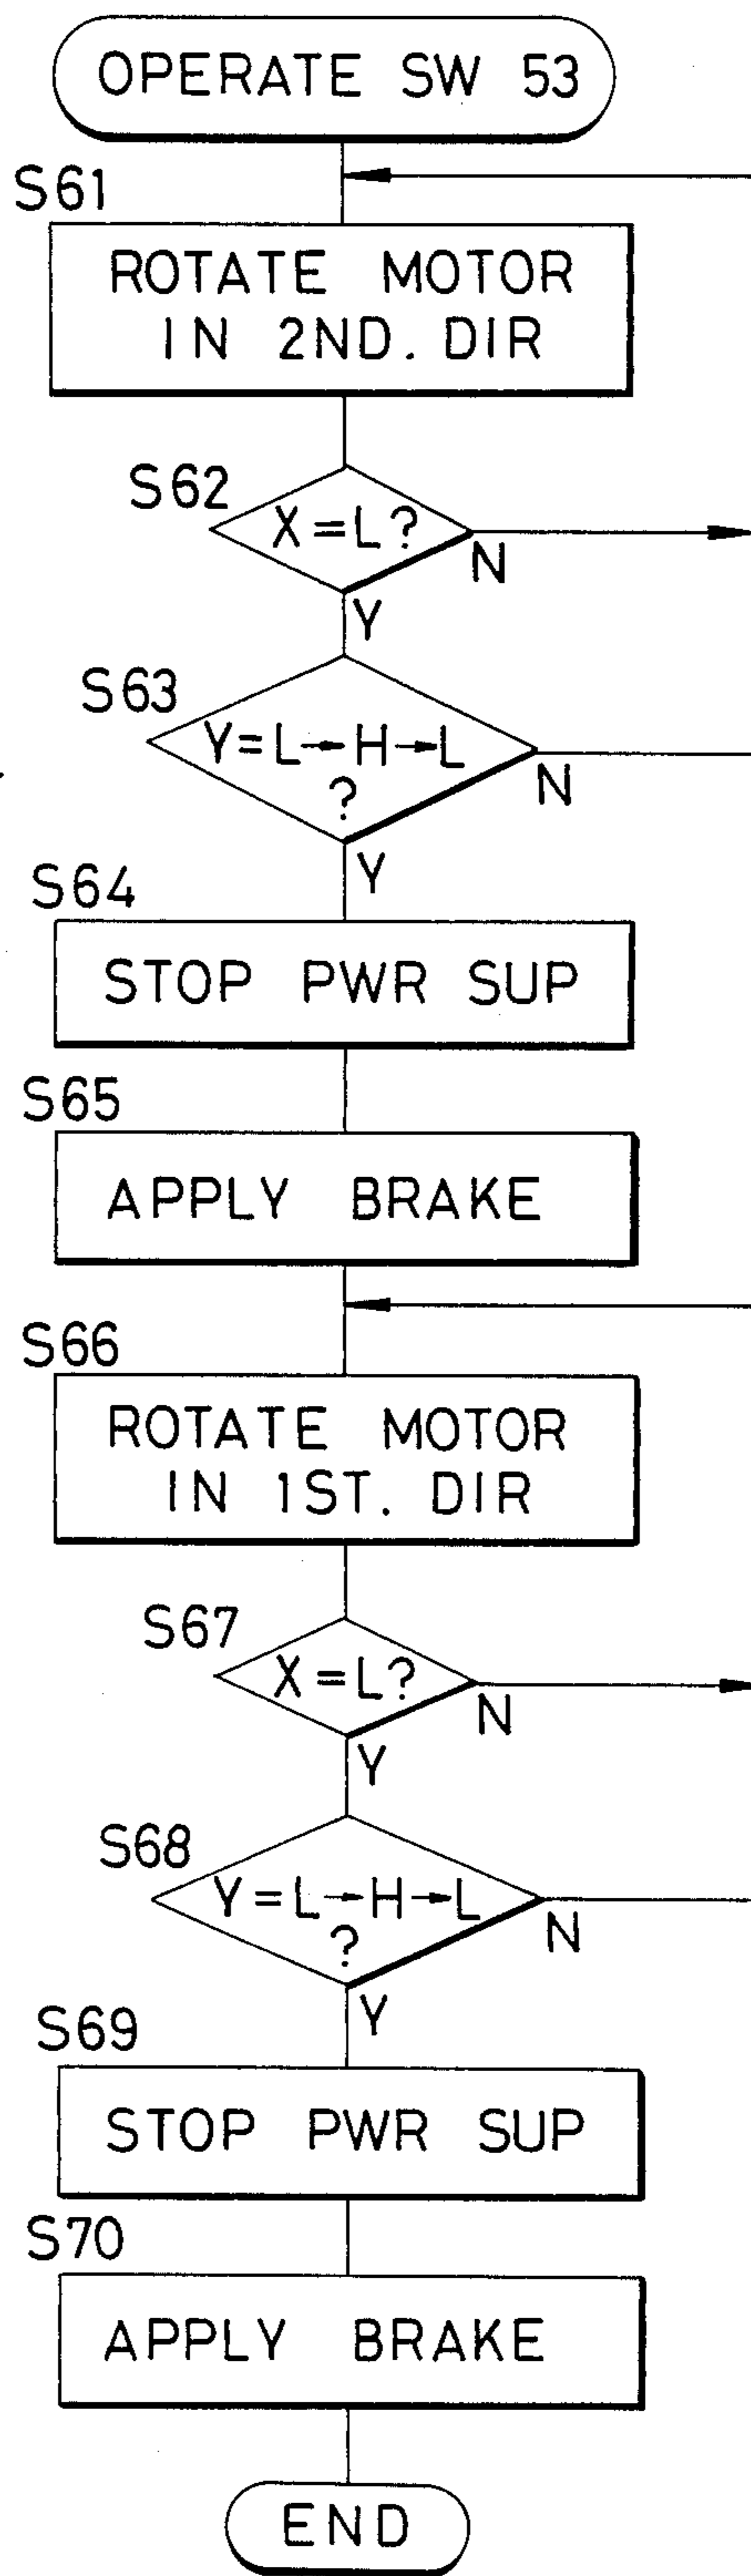 OPERATE SW 53
S61
ROTATE MOTOR
IN 2ND. DIR
S62
X=L?
N
Y
S63
Y=L→H→L
?
N
Y
S64
STOP PWR SUP
S65
APPLY BRAKE
S66
ROTATE MOTOR
IN 1ST. DIR
S67
X=L?
N
Y
S68
Y=L→H→L
?
N
Y
S69
STOP PWR SUP
S70
APPLY BRAKE
END